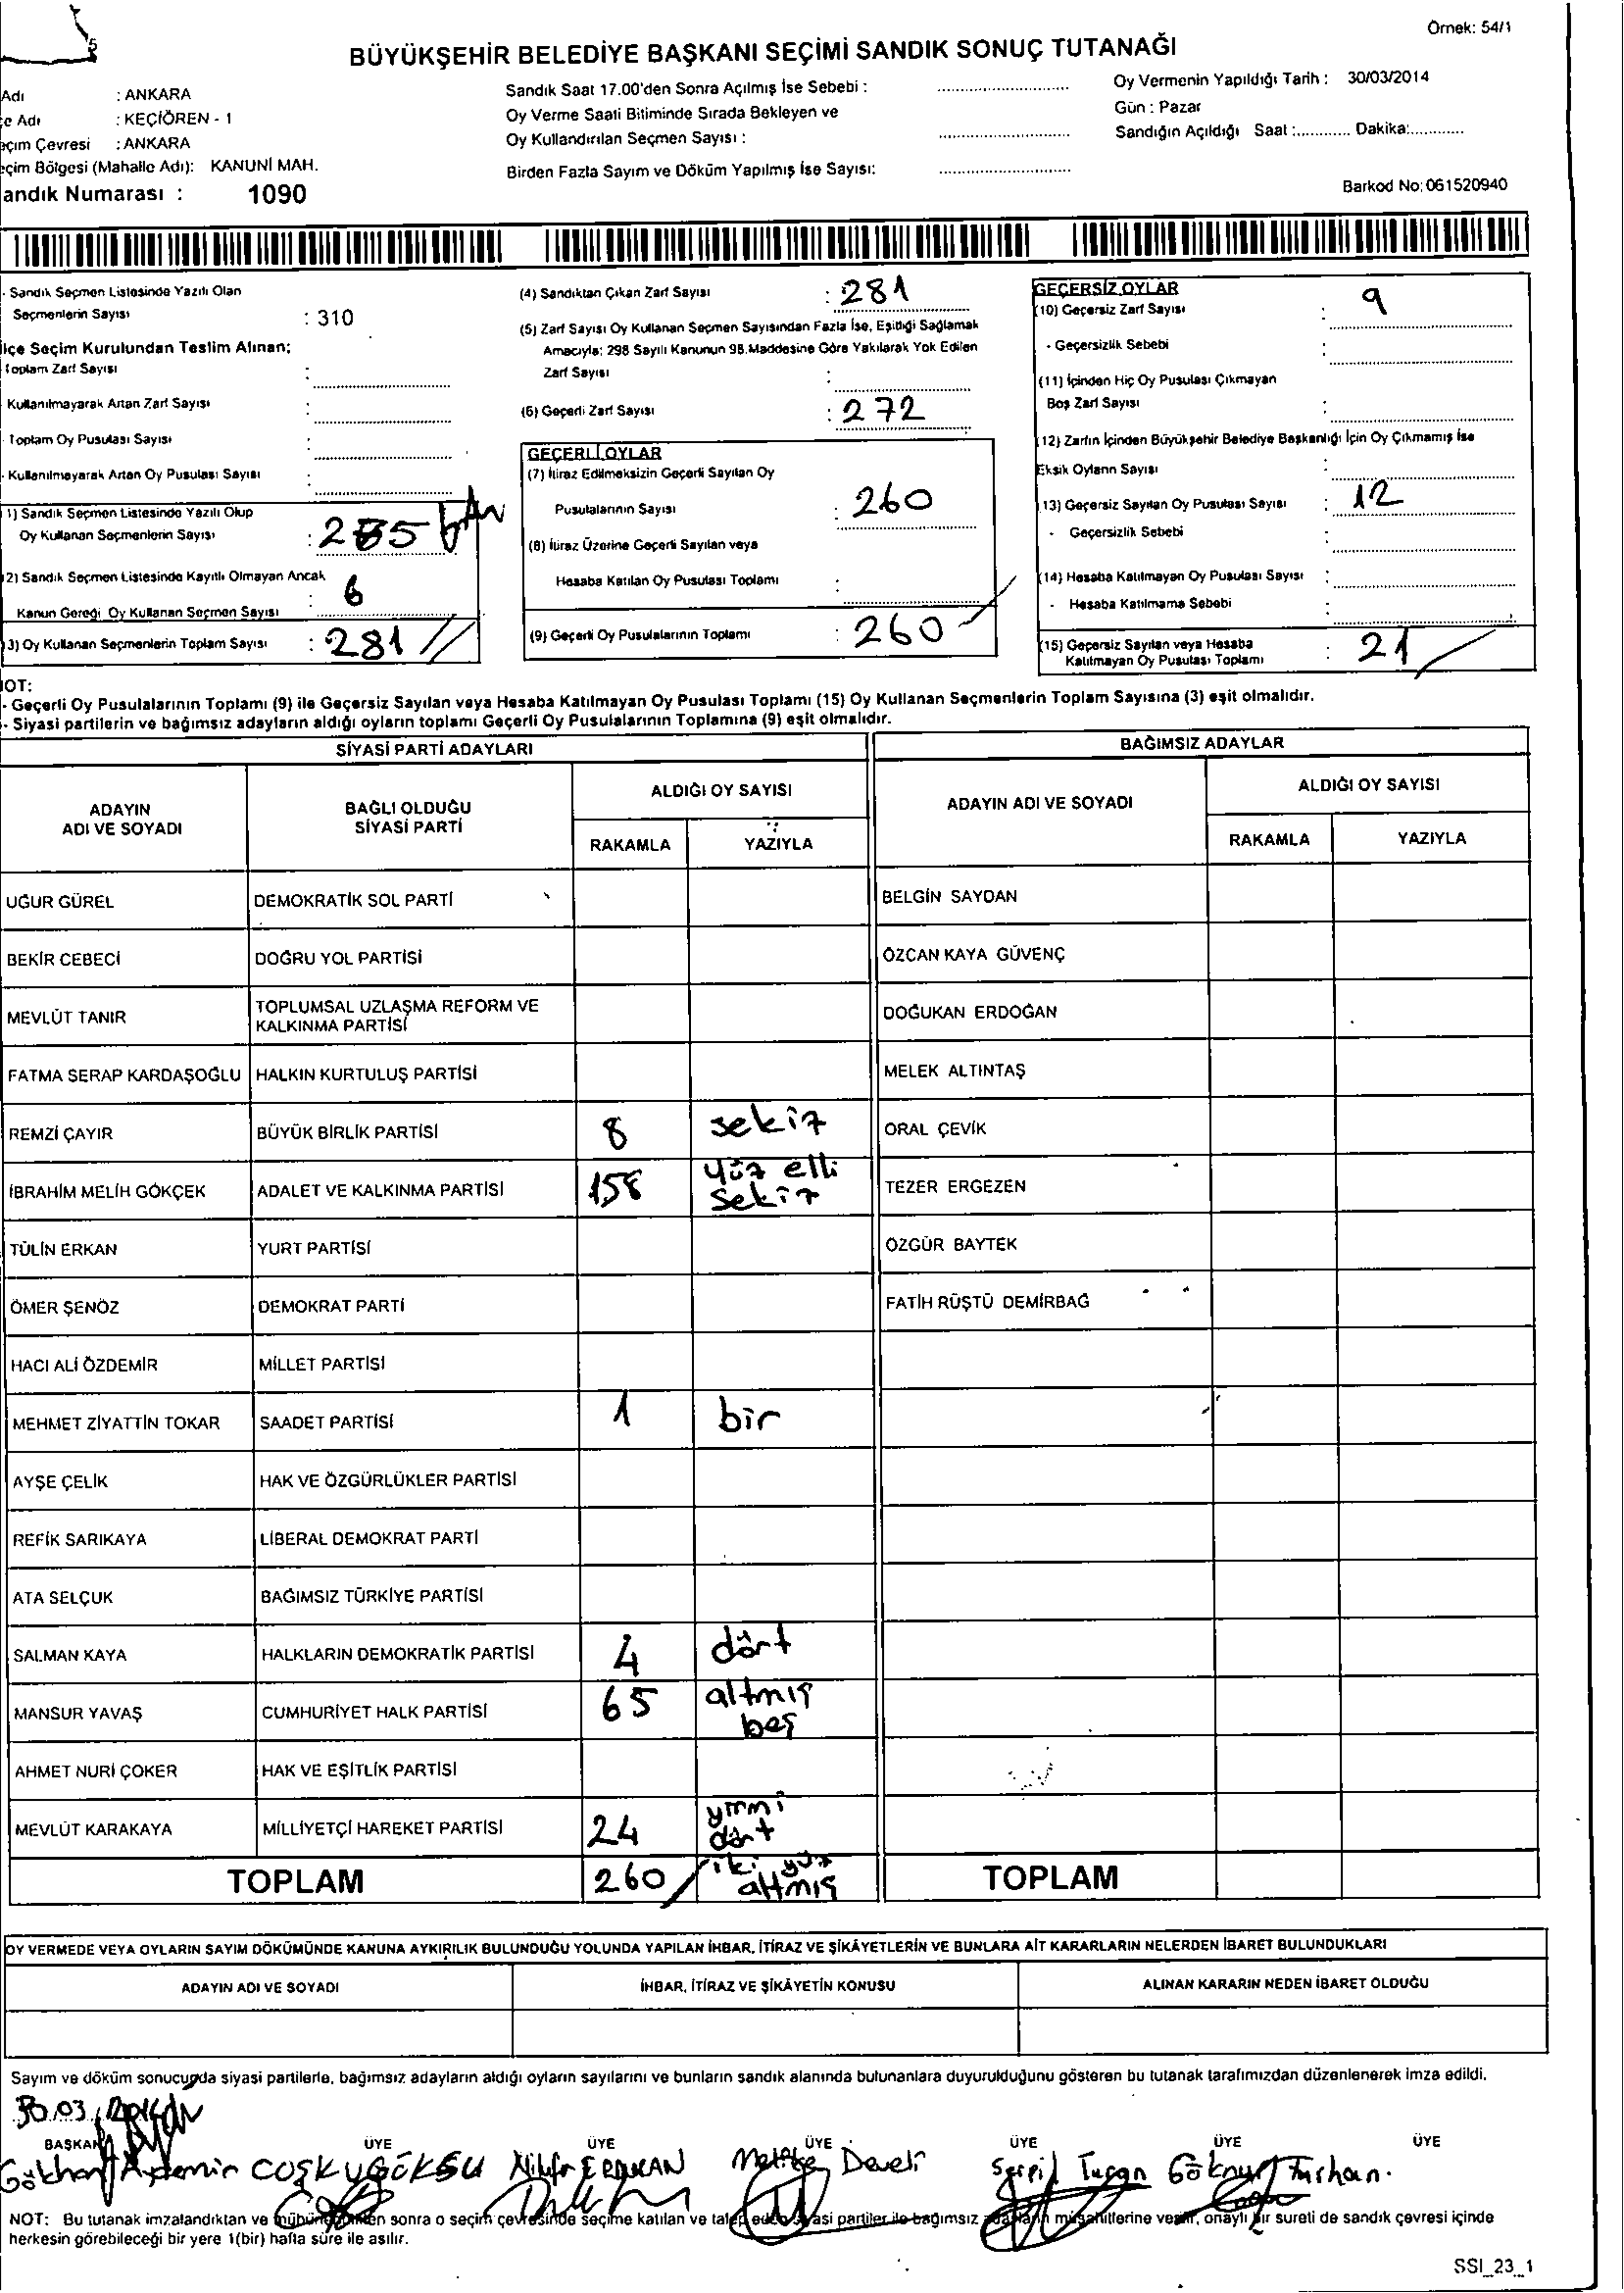 Örnek: 54/1
BÜYÜKŞEHİR BELEDİYE BAŞKANI SEÇİMİ SANDIK SONUÇ TUTANAĞI
Adı : ANKARA
çe Adı : KEÇİÖREN - 1
eçim Çevresi : ANKARA
eçim Bölgesi (Mahalle Adı): KANUNİ MAH.
andık Numarası : 1090
Sandık Saat 17.00'den Sonra Açılmış İse Sebebi :
Oy Verme Saati Bitiminde Sırada Bekleyen ve
Oy Kullandırılan Seçmen Sayısı :
Birden Fazla Sayım ve Döküm Yapılmış İse Sayısı:
Oy Vermenin Yapıldığı Tarih : 30/03/2014
Gün : Pazar
Sandığın Açıldığı Saat :............ Dakika:............
Barkod No: 061520940
- Sandık Seçmen Listesinde Yazılı Olan
Seçmenlerin Sayısı : 310
İlçe Seçim Kurulundan Teslim Alınan;
Toplam Zarf Sayısı :
- Kullanılmayarak Artan Zarf Sayısı :
- Toplam Oy Pusulası Sayısı :
- Kullanılmayarak Artan Oy Pusulası Sayısı :
1) Sandık Seçmen Listesinde Yazılı Olup
Oy Kullanan Seçmenlerin Sayısı :
2) Sandık Seçmen Listesinde Kayıtlı Olmayan Ancak
Kanun Gereği Oy Kullanan Seçmen Sayısı : 6
3) Oy Kullanan Seçmenlerin Toplam Sayısı : 281
(4) Sandıktan Çıkan Zarf Sayısı : 281
(5) Zarf Sayısı Oy Kullanan Seçmen Sayısından Fazla İse, Eşitliği Sağlamak
Amacıyla; 298 Sayılı Kanunun 98.Maddesine Göre Yakılarak Yok Edilen
Zarf Sayısı :
(6) Geçerli Zarf Sayısı : 272
GEÇERLİ OYLAR
(7) İtiraz Edilmeksizin Geçerli Sayılan Oy
Pusulalarının Sayısı : 260
(8) İtiraz Üzerine Geçerli Sayılan veya
Hesaba Katılan Oy Pusulası Toplamı :
(9) Geçerli Oy Pusulalarının Toplamı : 260
GEÇERSİZ OYLAR
(10) Geçersiz Zarf Sayısı : 9
- Geçersizlik Sebebi :
(11) İçinden Hiç Oy Pusulası Çıkmayan
Boş Zarf Sayısı :
(12) Zarfın İçinden Büyükşehir Belediye Başkanlığı İçin Oy Çıkmamış İse
Eksik Oyların Sayısı :
(13) Geçersiz Sayılan Oy Pusulası Sayısı : 12
- Geçersizlik Sebebi :
(14) Hesaba Katılmayan Oy Pusulası Sayısı :
- Hesaba Katılmama Sebebi :
(15) Geçersiz Sayılan veya Hesaba
Katılmayan Oy Pusulası Toplamı : 21
NOT:
- Geçerli Oy Pusulalarının Toplamı (9) ile Geçersiz Sayılan veya Hesaba Katılmayan Oy Pusulası Toplamı (15) Oy Kullanan Seçmenlerin Toplam Sayısına (3) eşit olmalıdır.
- Siyasi partilerin ve bağımsız adayların aldığı oyların toplamı Geçerli Oy Pusulalarının Toplamına (9) eşit olmalıdır.
SİYASİ PARTİ ADAYLARI BAĞIMSIZ ADAYLAR
ADAYIN ADI VE SOYADI BAĞLI OLDUĞU SİYASİ PARTİ ALDIĞI OY SAYISI ADAYIN ADI VE SOYADI ALDIĞI OY SAYISI
RAKAMLA YAZIYLA RAKAMLA YAZIYLA
UĞUR GÜREL DEMOKRATİK SOL PARTİ BELGİN SAYDAN
BEKİR CEBECİ DOĞRU YOL PARTİSİ ÖZCAN KAYA GÜVENÇ
MEVLÜT TANIR TOPLUMSAL UZLAŞMA REFORM VE KALKINMA PARTİSİ DOĞUKAN ERDOĞAN
FATMA SERAP KARDAŞOĞLU HALKIN KURTULUŞ PARTİSİ MELEK ALTINTAŞ
REMZİ ÇAYIR BÜYÜK BİRLİK PARTİSİ 8 sekiz ORAL ÇEVİK
İBRAHİM MELİH GÖKÇEK ADALET VE KALKINMA PARTİSİ 158 yüz elli sekiz TEZER ERGEZEN
TÜLİN ERKAN YURT PARTİSİ ÖZGÜR BAYTEK
ÖMER ŞENÖZ DEMOKRAT PARTİ FATİH RÜŞTÜ DEMİRBAĞ
HACI ALİ ÖZDEMİR MİLLET PARTİSİ
MEHMET ZİYATTİN TOKAR SAADET PARTİSİ 1 bir
AYŞE ÇELİK HAK VE ÖZGÜRLÜKLER PARTİSİ
REFİK SARIKAYA LİBERAL DEMOKRAT PARTİ
ATA SELÇUK BAĞIMSIZ TÜRKİYE PARTİSİ
SALMAN KAYA HALKLARIN DEMOKRATİK PARTİSİ 4 dört
MANSUR YAVAŞ CUMHURİYET HALK PARTİSİ 65 altmış beş
AHMET NURİ ÇOKER HAK VE EŞİTLİK PARTİSİ
MEVLÜT KARAKAYA MİLLİYETÇİ HAREKET PARTİSİ 24 yirmi dört
TOPLAM 260 iki yüz altmış TOPLAM
OY VERMEDE VEYA OYLARIN SAYIM DÖKÜMÜNDE KANUNA AYKIRILIK BULUNDUĞU YOLUNDA YAPILAN İHBAR, İTİRAZ VE ŞİKÂYETLERİN VE BUNLARA AİT KARARLARIN NELERDEN İBARET BULUNDUKLARI
ADAYIN ADI VE SOYADI İHBAR, İTİRAZ VE ŞİKÂYETİN KONUSU ALINAN KARARIN NEDEN İBARET OLDUĞU
Sayım ve döküm sonucunda siyasi partilerle, bağımsız adayların aldığı oyların sayılarını ve bunların sandık alanında bulunanlara duyurulduğunu gösteren bu tutanak tarafımızdan düzenlenerek imza edildi.
30.03.2014
BAŞKAN ÜYE ÜYE ÜYE ÜYE ÜYE ÜYE
Gökhan Aydemir COŞKU GÖKSU Develi Serpil Turan Göknur Turhan
NOT: Bu tutanak imzalandıktan ve mühürlendikten sonra o seçim çevresinde seçime katılan ve talep eden siyasi partiler ile bağımsız adayların müşahitlerine verilir, onaylı bir sureti de sandık çevresi içinde
herkesin görebileceği bir yere 1(bir) hafta süre ile asılır.
SSI_23_1